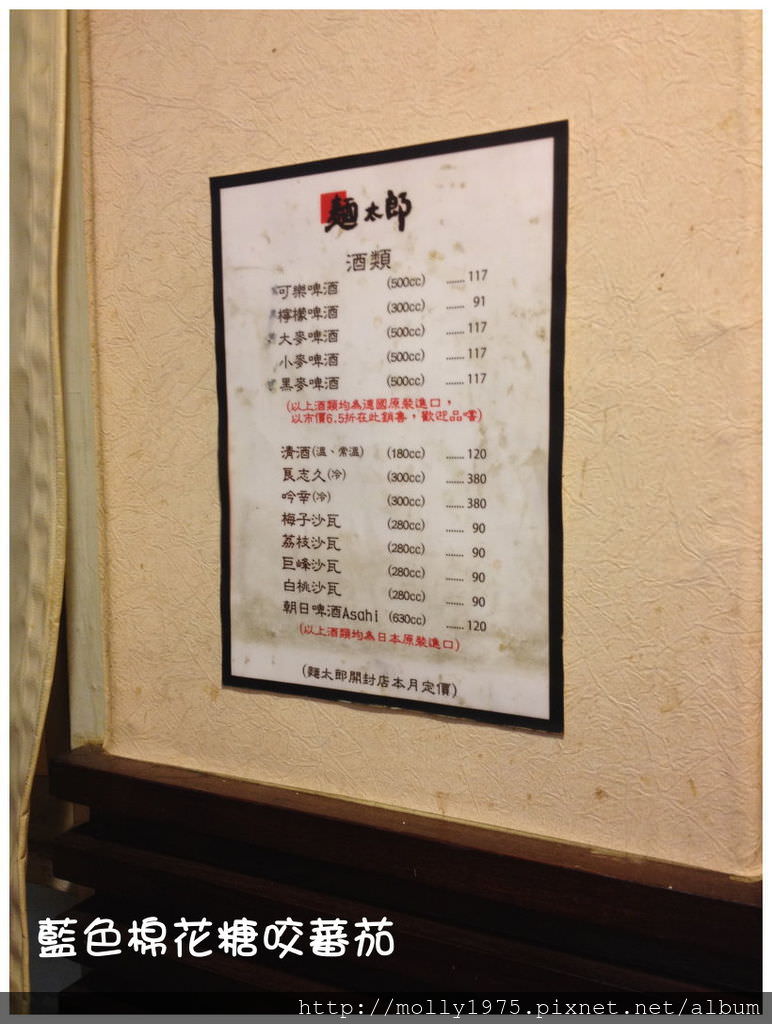 麵太郎
酒類
可樂啤酒 (500cc) ....... 117
檸檬啤酒 (300cc) ....... 91
大麥啤酒 (500cc) ....... 117
小麥啤酒 (500cc) ....... 117
黑麥啤酒 (500cc) ....... 117
(以上酒類均為德國原裝進口，
以市價6.5折在此銷售，歡迎品嚐)
清酒(溫、常溫) (180cc) ....... 120
良志久(冷) (300cc) ....... 380
吟幸(冷) (300cc) ....... 380
梅子沙瓦 (280cc) ....... 90
荔枝沙瓦 (280cc) ....... 90
巨峰沙瓦 (280cc) ....... 90
白桃沙瓦 (280cc) ....... 90
朝日啤酒Asahi (630cc) ....... 120
(以上酒類均為日本原裝進口)
(麵太郎開封店本月定價)
藍色棉花糖咬蕃茄
http://molly1975.pixnet.net/album